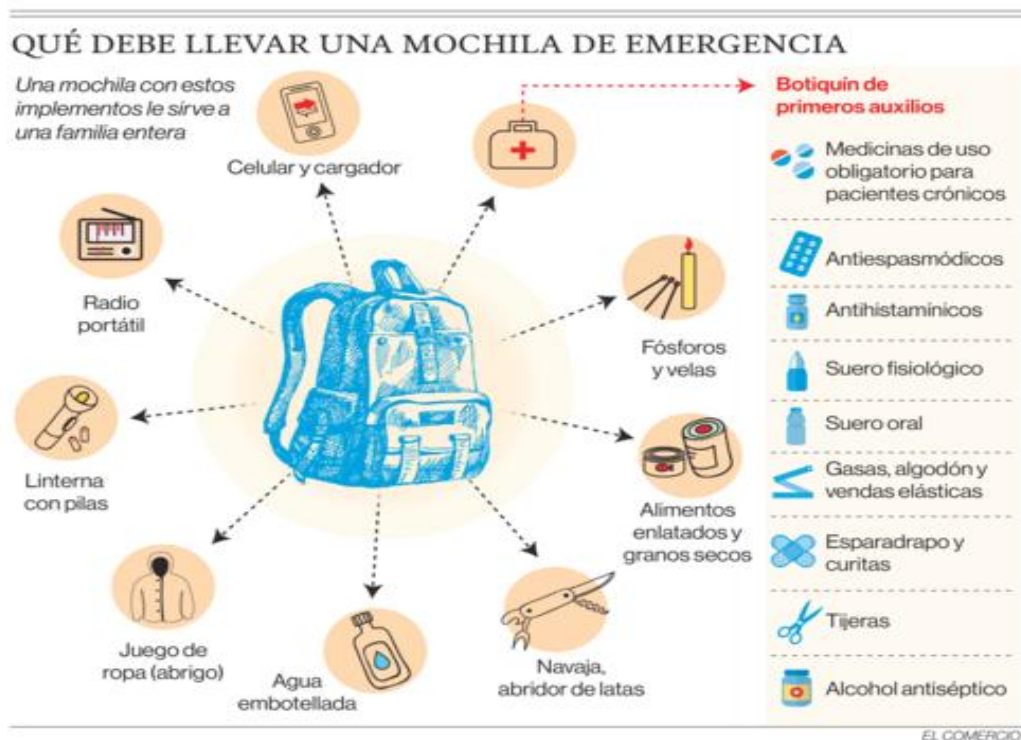 QUÉ DEBE LLEVAR UNA MOCHILA DE EMERGENCIA
Una mochila con estos
implementos le sirve a
una familia entera
Celular y cargador
Radio
portátil
Linterna
con pilas
Juego de
ropa (abrigo)
Agua
embotellada
Navaja,
abridor de latas
Alimentos
enlatados y
granos secos
Fósforos
y velas
Botiquín de
primeros auxilios
Medicinas de uso
obligatorio para
pacientes crónicos
Antiespasmódicos
Antihistamínicos
Suero fisiológico
Suero oral
Gasas, algodón y
vendas elásticas
Esparadrapo y
curitas
Tijeras
Alcohol antiséptico
EL COMERCIO